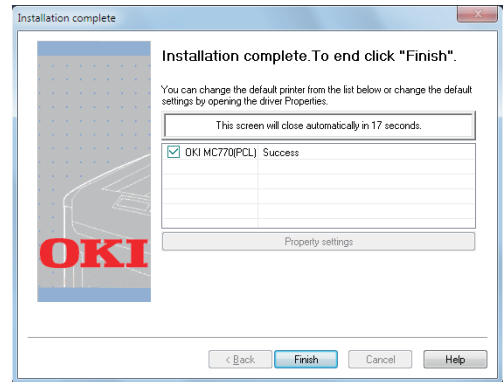 Installation complete
Installation complete.To end click "Finish".
You can change the default printer from the list below or change the default
settings by opening the driver Properties.
This screen will close automatically in 17 seconds.
OKI MC770(PCL) Success
OKI
Property settings
< Back Finish Cancel Help